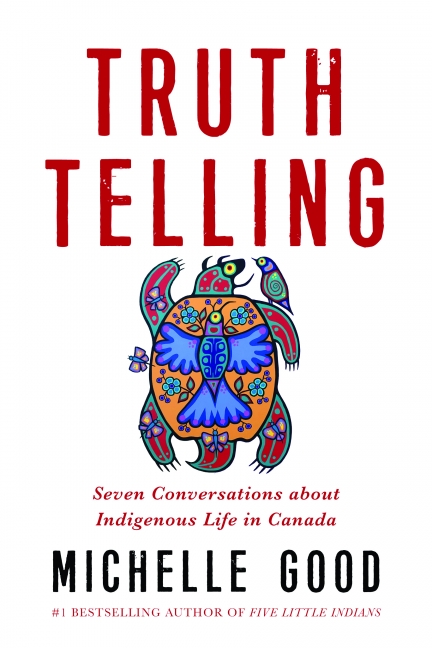 TRUTH
TELLING
Seven Conversations about
Indigenous Life in Canada
MICHELLE GOOD
#1 BESTSELLING AUTHOR OF FIVE LITTLE INDIANS